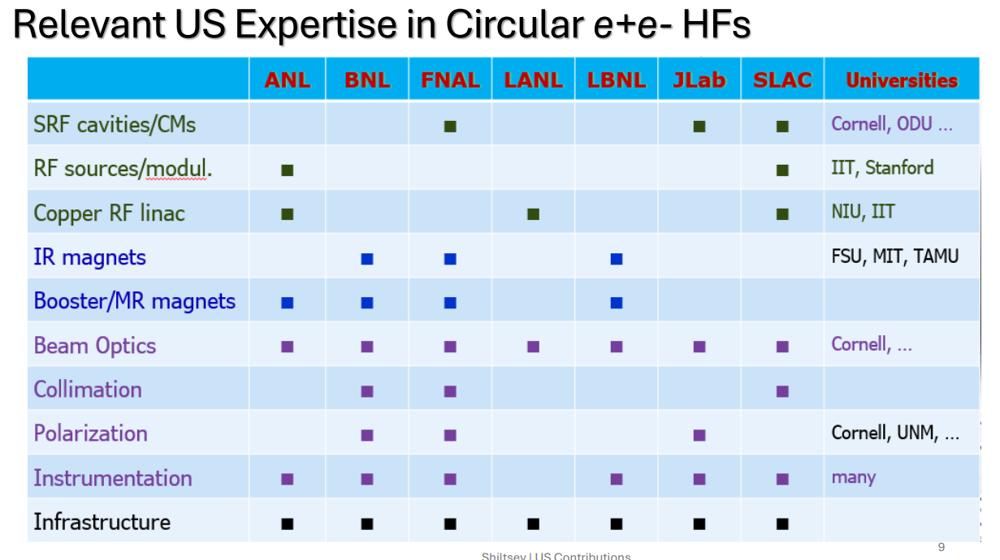 Relevant US Expertise in Circular e+e- HFs
ANL BNL FNAL LANL LBNL JLab SLAC Universities
SRF cavities/CMs ■ ■ ■ Cornell, ODU ...
RF sources/modul. ■ ■ IIT, Stanford
Copper RF linac ■ ■ ■ NIU, IIT
IR magnets ■ ■ ■ FSU, MIT, TAMU
Booster/MR magnets ■ ■ ■ ■
Beam Optics ■ ■ ■ ■ ■ ■ ■ Cornell, ...
Collimation ■ ■ ■
Polarization ■ ■ ■ Cornell, UNM, ...
Instrumentation ■ ■ ■ ■ ■ ■ many
Infrastructure ■ ■ ■ ■ ■ ■ ■
9
Shiltsev | US Contributions